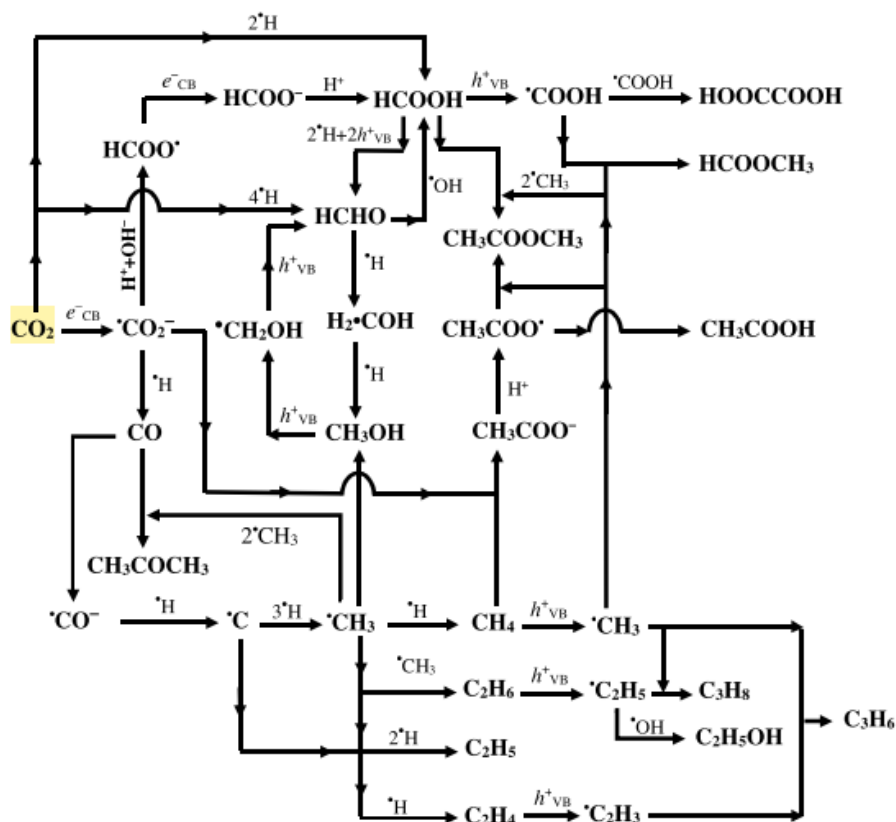 2•H
e⁻CB
HCOO⁻
H⁺
HCOOH
h⁺VB
•COOH
•COOH
HOOCCOOH
HCOO•
2•H+2h⁺VB
•OH
2•CH3
HCOOCH3
4•H
HCHO
CH3COOCH3
H⁺+OH⁻
h⁺VB
•H
CO2
e⁻CB
•CO2⁻
•CH2OH
H2•COH
CH3COO•
CH3COOH
•H
•H
H⁺
CO
h⁺VB
CH3OH
CH3COO⁻
2•CH3
CH3COCH3
•CO⁻
•H
•C
3•H
•CH3
•H
CH4
h⁺VB
•CH3
•CH3
C2H6
h⁺VB
•C2H5
C3H8
•OH
C3H6
2•H
C2H5
C2H5OH
•H
C2H4
h⁺VB
•C2H3